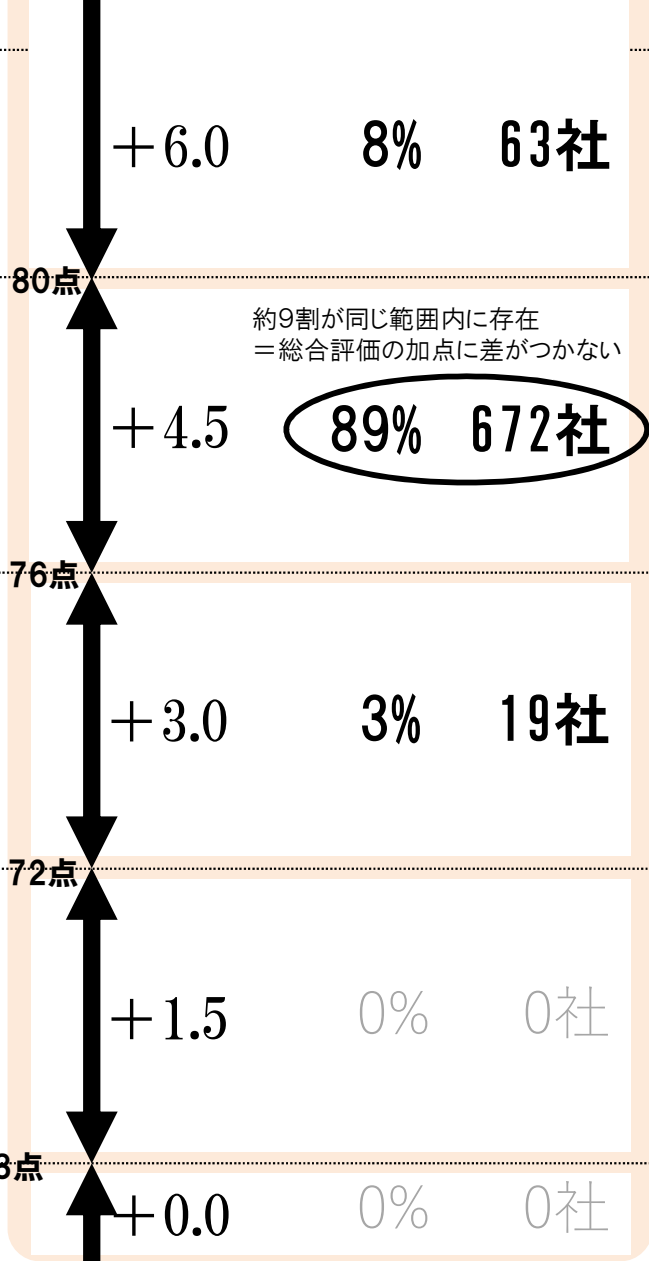 ＋6.0 8% 63社
80点
約9割が同じ範囲内に存在
＝総合評価の加点に差がつかない
＋4.5 89% 672社
76点
＋3.0 3% 19社
72点
＋1.5 0% 0社
8点
＋0.0 0% 0社